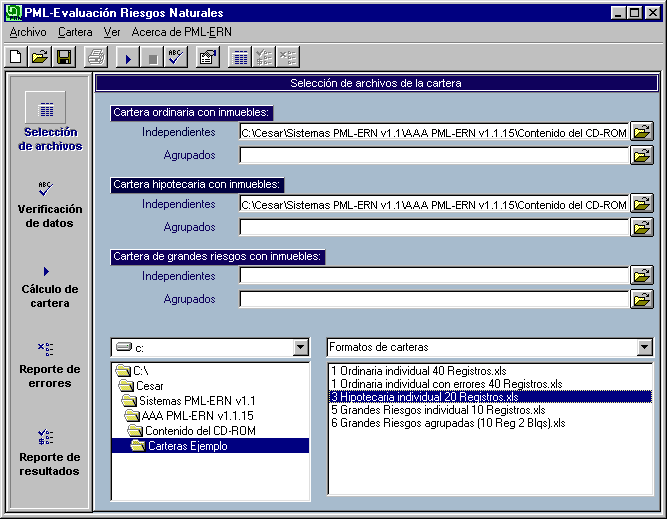 PML-Evaluación Riesgos Naturales
Archivo Cartera Ver Acerca de PML-ERN
ABC
Selección de archivos de la cartera
Selección de archivos
ABC
Verificación de datos
Cálculo de cartera
Reporte de errores
Reporte de resultados
Cartera ordinaria con inmuebles:
Independientes C:\Cesar\Sistemas PML-ERN v1.1\AAA PML-ERN v1.1.15\Contenido del CD-ROM
Agrupados
Cartera hipotecaria con inmuebles:
Independientes C:\Cesar\Sistemas PML-ERN v1.1\AAA PML-ERN v1.1.15\Contenido del CD-ROM
Agrupados
Cartera de grandes riesgos con inmuebles:
Independientes
Agrupados
c:
C:\
Cesar
Sistemas PML-ERN v1.1
AAA PML-ERN v1.1.15
Contenido del CD-ROM
Carteras Ejemplo
Formatos de carteras
1 Ordinaria individual 40 Registros.xls
1 Ordinaria individual con errores 40 Registros.xls
3 Hipotecaria individual 20 Registros.xls
5 Grandes Riesgos individual 10 Registros.xls
6 Grandes Riesgos agrupadas (10 Reg 2 Blqs).xls